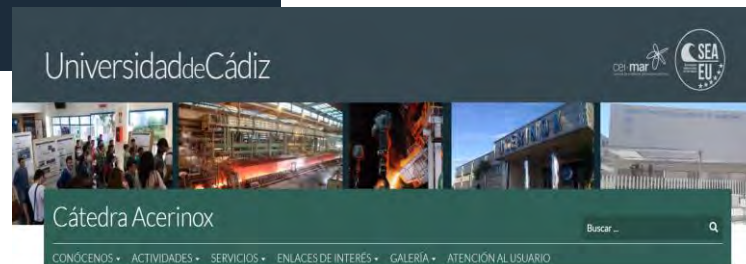 UniversidaddeCádiz
cei·mar
SEA
EU
Cátedra Acerinox
Buscar ...
CONÓCENOS ACTIVIDADES SERVICIOS ENLACES DE INTERÉS GALERÍA ATENCIÓN AL USUARIO